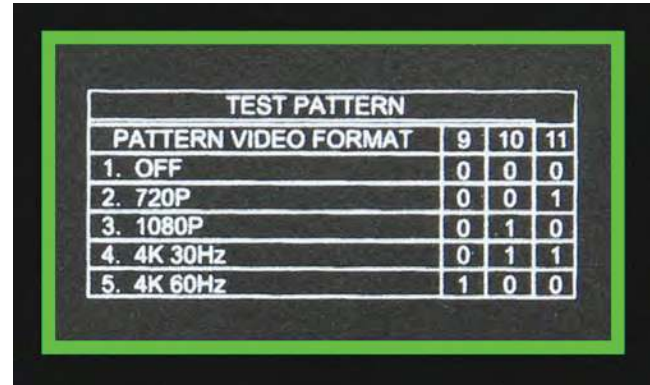 TEST PATTERN
PATTERN VIDEO FORMAT 9 10 11
1. OFF 0 0 0
2. 720P 0 0 1
3. 1080P 0 1 0
4. 4K 30Hz 0 1 1
5. 4K 60Hz 1 0 0